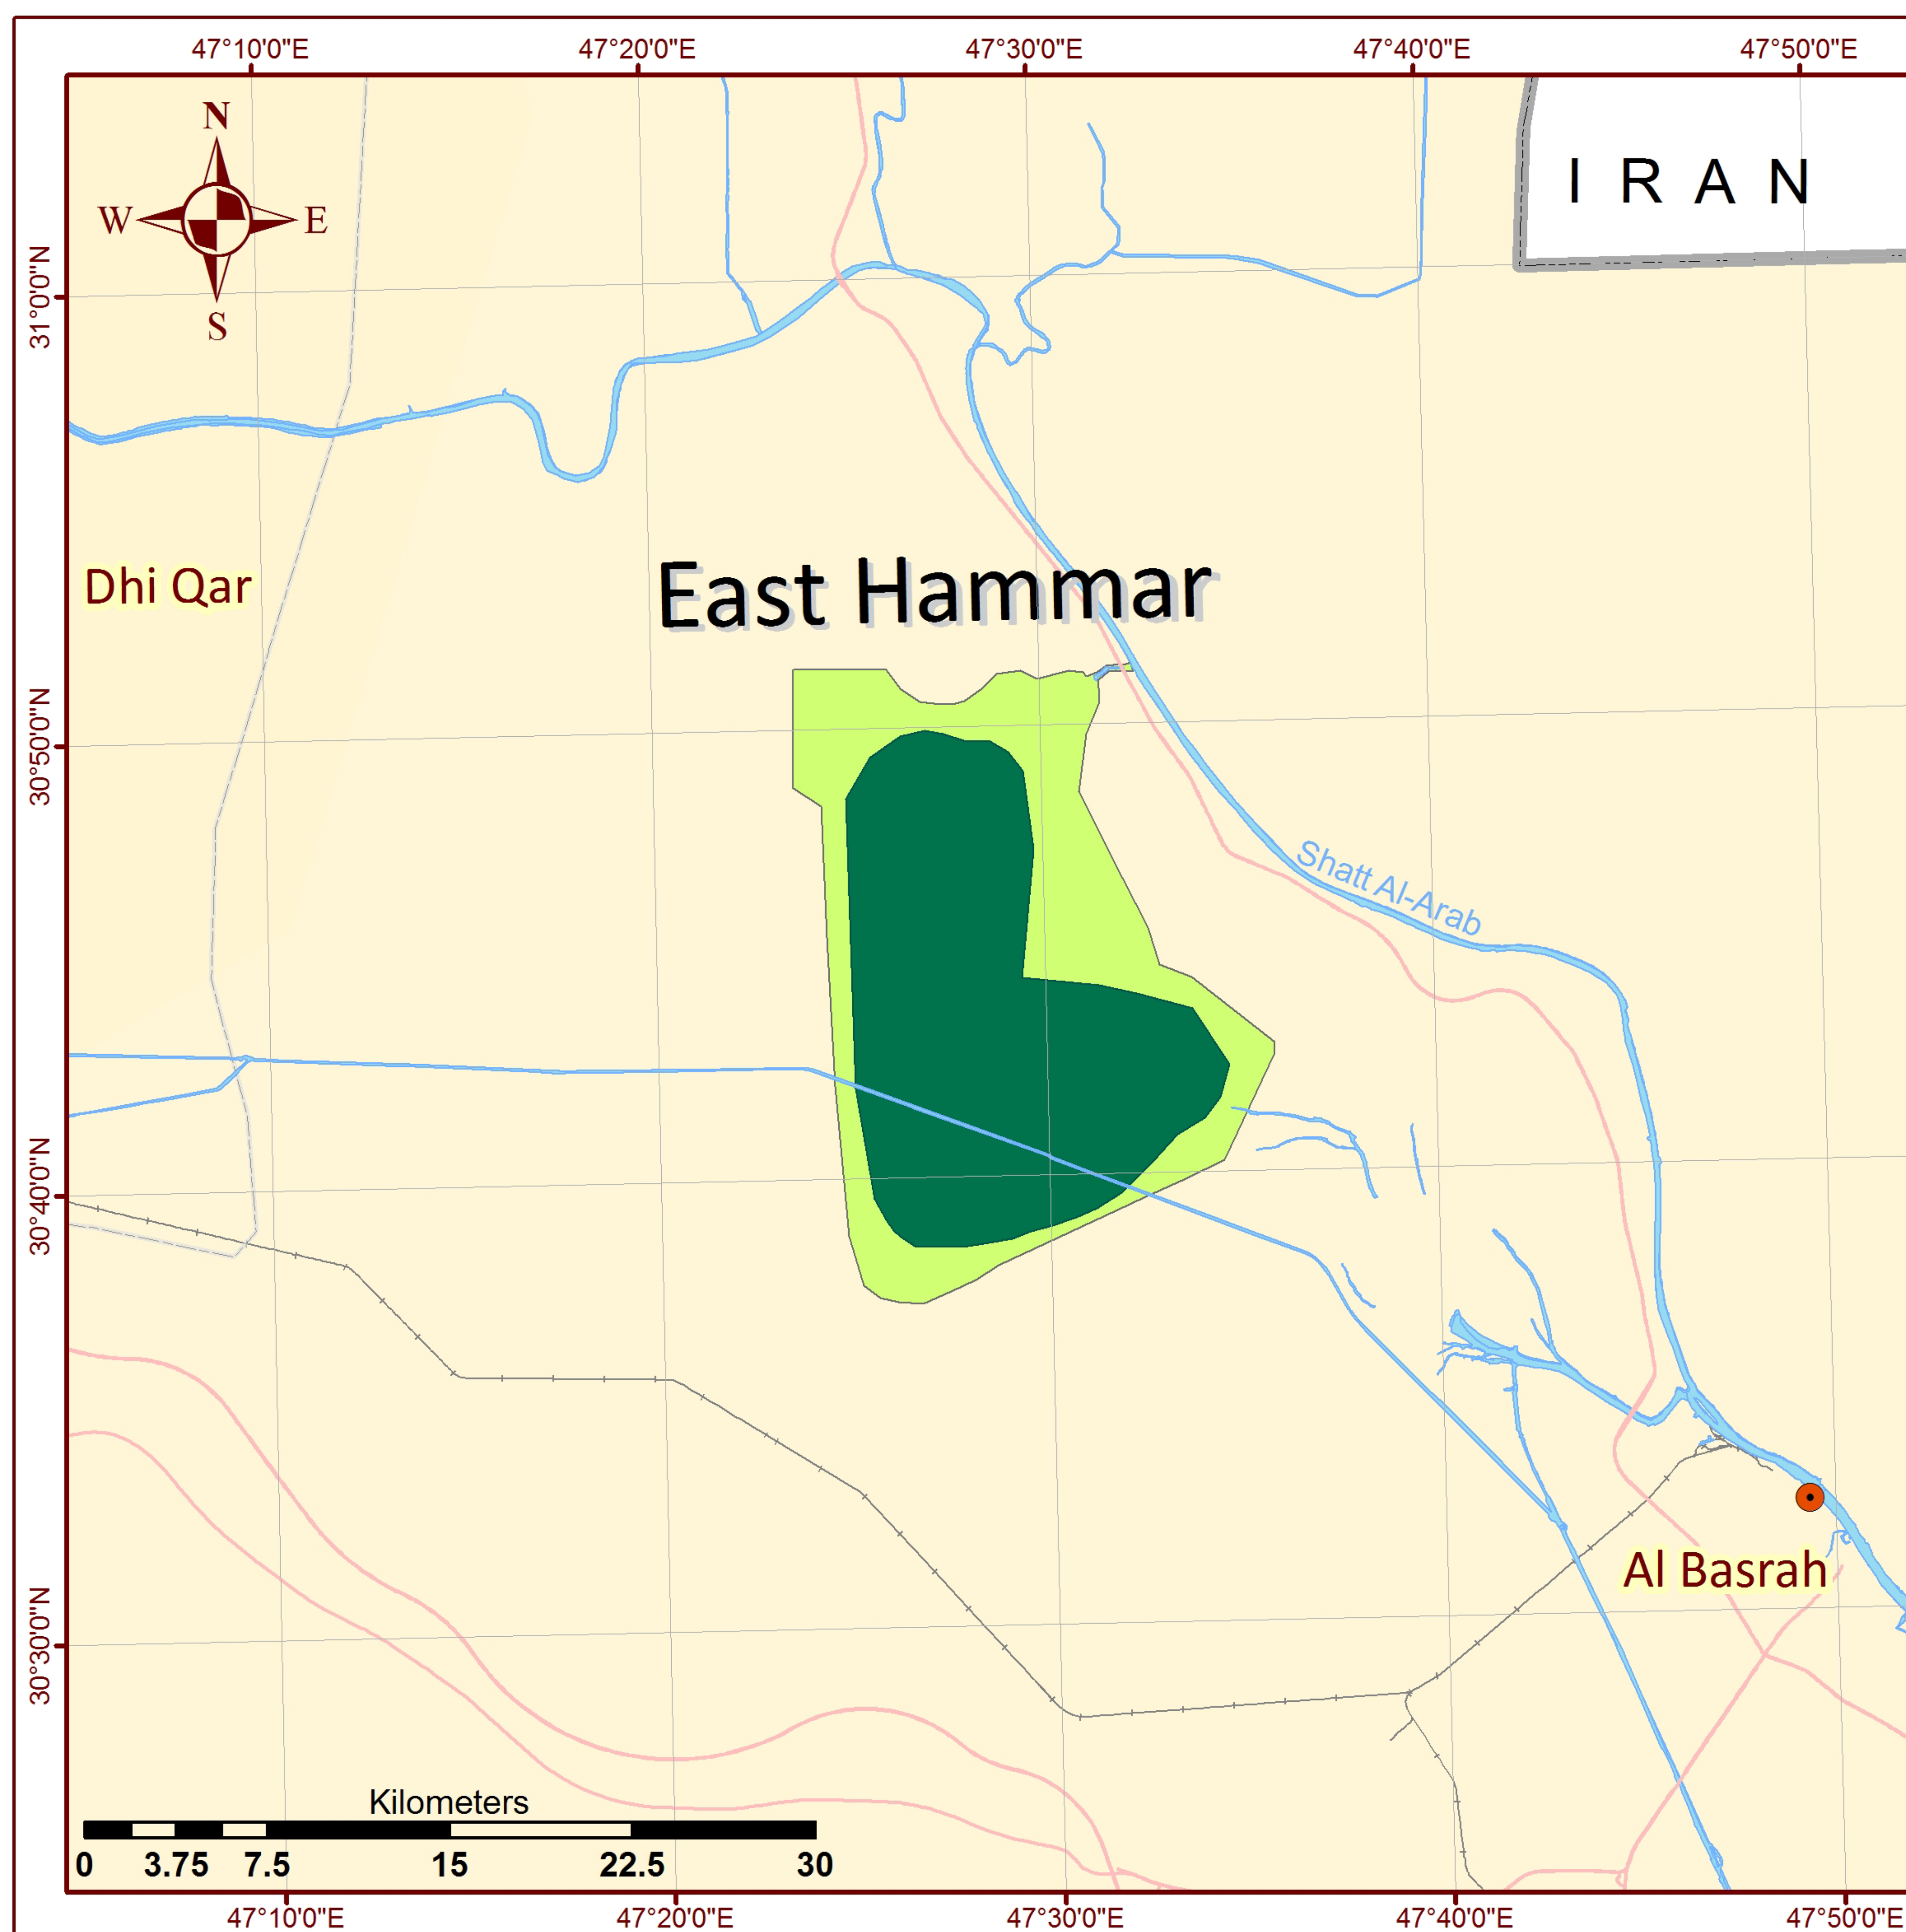 47°10'0"E 47°20'0"E 47°30'0"E 47°40'0"E 47°50'0"E
N
W E
S
I R A N
31°0'0"N
Dhi Qar
East Hammar
30°50'0"N
Shatt Al-Arab
30°40'0"N
Al Basrah
30°30'0"N
Kilometers
0 3.75 7.5 15 22.5 30
47°10'0"E 47°20'0"E 47°30'0"E 47°40'0"E 47°50'0"E